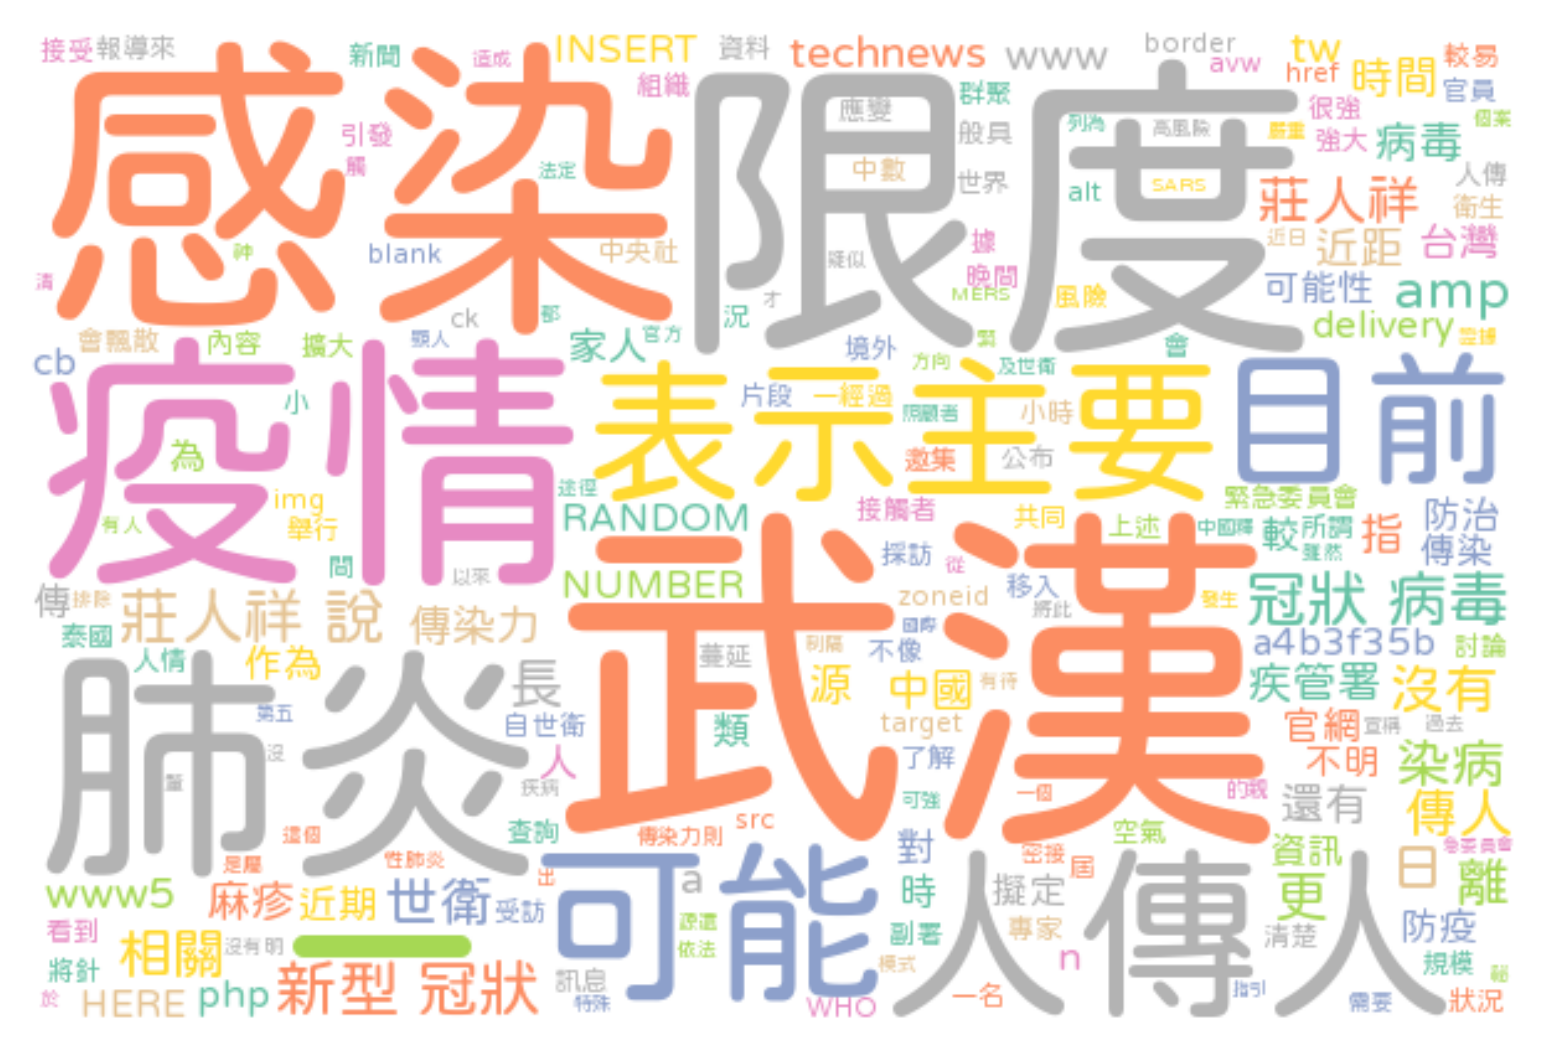 接受 報導來 新聞 造成 INSERT 資料 technews www border avw tw href 時間 較易 官員
組織 群聚 很強 個案
感染 限度 應變 般具 列為 高風險 嚴重 強大 病毒
引發 觸 法定 中數 世界 alt SARS 莊人祥 人傳 衛生
神 blank 中央社 疑似 據 晚間 近日 近距 台灣
清 ck 都 才 況 MERS 風險 可能性 amp
會飄散 內容 擴大 顯人 家人 官方 境外 緊 會 delivery
cb 小 片段 一經過 方向 及世衛
疫情 表示 主要 目前
為 照顧者 小時 邀集 公布
img 途徑 緊急委員會
有人 舉行 RANDOM 接觸者 共同 上述 中國釋 較 所謂 指 防治
間 以來 採訪 從 雖然 傳染
傳 排除 NUMBER 武漢 移入 發生 冠狀 病毒
莊人祥 說 傳染力 zoneid 將此
泰國 國際 a4b3f35b 討論
人情 作為 蔓延 不像
肺炎 長 源 中國 有待 疾管署 沒有
第五 自世衛 類 target 官網 宣稱 過去
沒 人 了解 不明 染病
疾病 可強 一個 的親 還有 傳人
這個 查詢 傳染力則 src 空氣
是屬 性肺炎 對 密接 資訊 急委員會
www5 麻疹 近期 世衛 受訪 出 可能 a 時 擬定 屆 更 日 離
看到 沒有明 源還 副署 專家 清楚 防疫
將針 相關 依法 人傳人 n 規模
於 HERE php 新型 冠狀 訊息 特殊 模式 WHO 一名 指引 需要 狀況